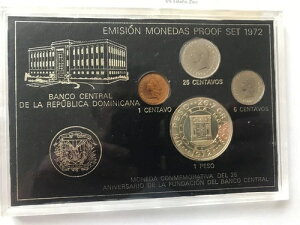 EMISIÓN MONEDAS PROOF SET 1972
BANCO CENTRAL
DE LA REPÚBLICA DOMINICANA
25 CENTAVOS
1 CENTAVO
5 CENTAVOS
1 PESO
MONEDA CONMEMORATIVA DEL 25
ANIVERSARIO DE LA FUNDACIÓN DEL BANCO CENTRAL